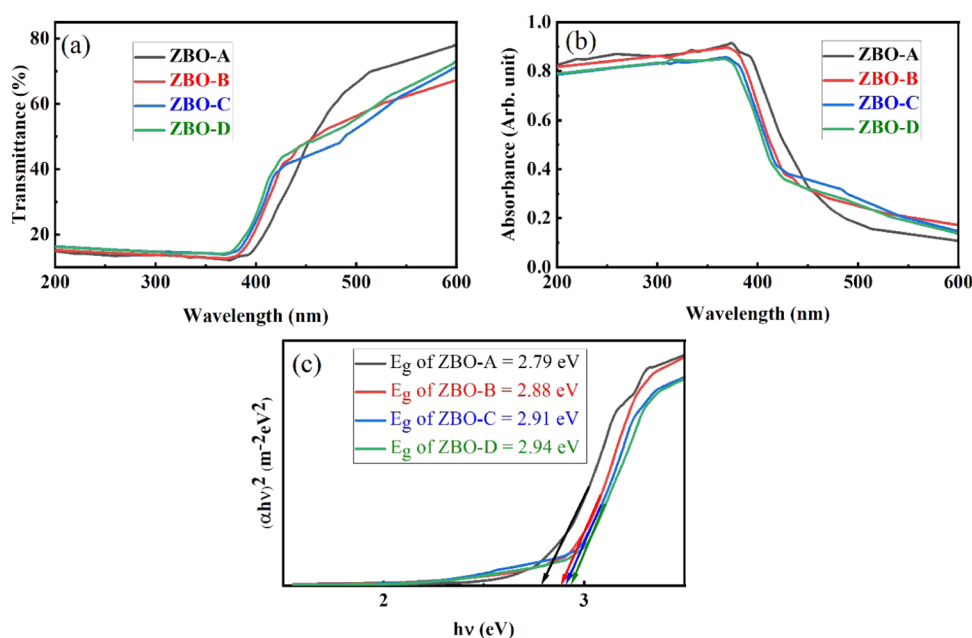 (a)
ZBO-A
ZBO-B
ZBO-C
ZBO-D
Transmittance (%)
80
60
40
20
200 300 400 500 600
Wavelength (nm)
(b)
ZBO-A
ZBO-B
ZBO-C
ZBO-D
Absorbance (Arb. unit)
1.0
0.8
0.6
0.4
0.2
0.0
200 300 400 500 600
Wavelength (nm)
(c)
Eg of ZBO-A = 2.79 eV
Eg of ZBO-B = 2.88 eV
Eg of ZBO-C = 2.91 eV
Eg of ZBO-D = 2.94 eV
(αhν)² (m⁻²eV²)
2 3
hν (eV)